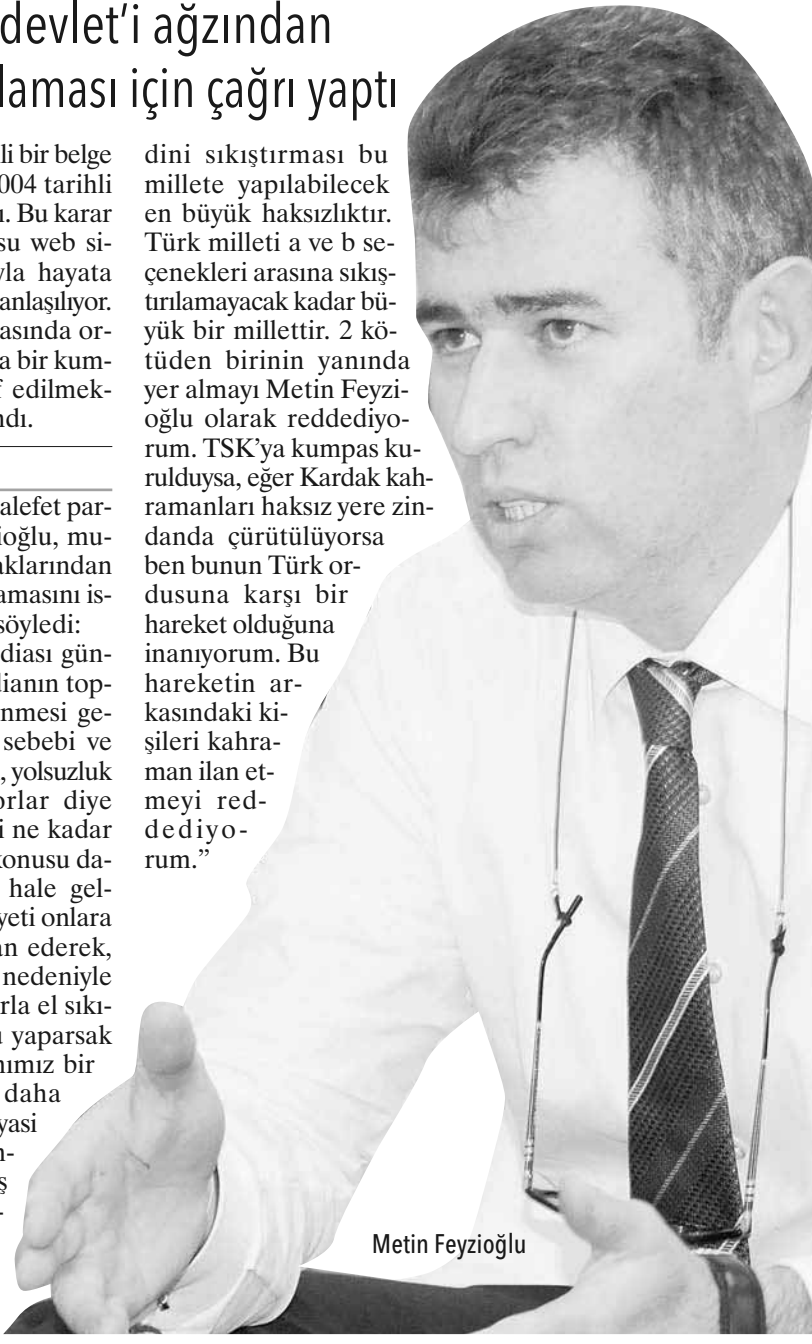 devlet’i ağzından
laması için çağrı yaptı
li bir belge
004 tarihli
ı. Bu karar
su web si-
yla hayata
anlaşılıyor.
asında or-
a bir kum-
f edilmek-
ndı.
alefet par-
ioğlu, mu-
aklarından
amasını is-
söyledi:
diası gün-
dianın top-
nmesi ge-
sebebi ve
, yolsuzluk
orlar diye
i ne kadar
konusu da-
hale gel-
yeti onlara
an ederek,
nedeniyle
rla el sıkı-
u yaparsak
nımız bir
daha
yasi
n-
ş
-
dini sıkıştırması bu
millete yapılabilecek
en büyük haksızlıktır.
Türk milleti a ve b se-
çenekleri arasına sıkış-
tırılamayacak kadar bü-
yük bir millettir. 2 kö-
tüden birinin yanında
yer almayı Metin Feyzi-
oğlu olarak reddediyo-
rum. TSK’ya kumpas ku-
rulduysa, eğer Kardak kah-
ramanları haksız yere zin-
danda çürütülüyorsa
ben bunun Türk or-
dusuna karşı bir
hareket olduğuna
inanıyorum. Bu
hareketin ar-
kasındaki ki-
şileri kahra-
man ilan et-
meyi red-
dediyo-
rum.”
Metin Feyzioğlu